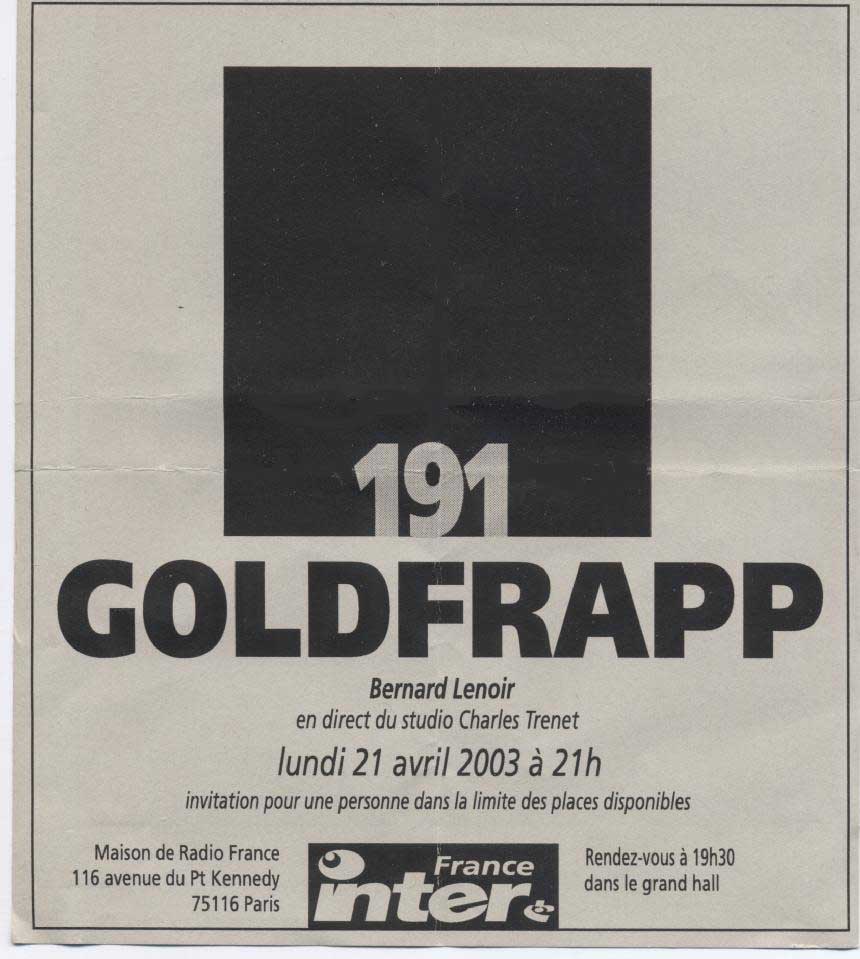 191
GOLDFRAPP
Bernard Lenoir
en direct du studio Charles Trenet
lundi 21 avril 2003 à 21h
invitation pour une personne dans la limite des places disponibles
Maison de Radio France
116 avenue du Pt Kennedy
75116 Paris
France
inter
Rendez-vous à 19h30
dans le grand hall